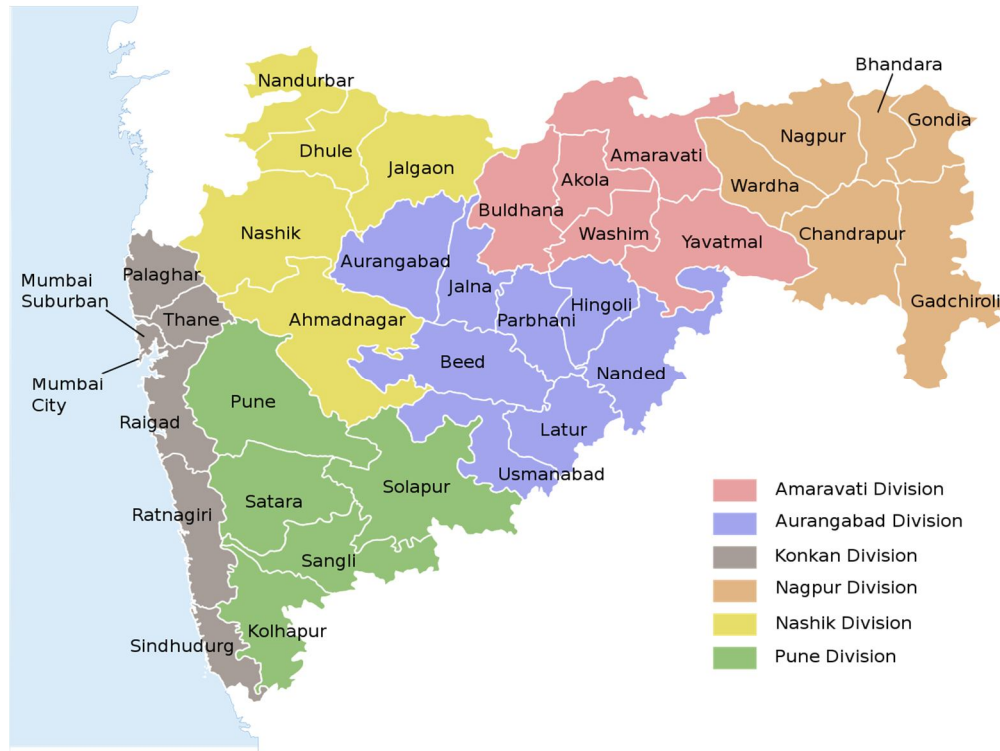 Nandurbar
Bhandara
Gondia
Nagpur
Dhule
Amaravati
Jalgaon
Akola
Wardha
Buldhana
Nashik
Washim
Yavatmal
Chandrapur
Aurangabad
Palaghar
Mumbai
Suburban
Jalna
Hingoli
Gadchiroli
Thane
Ahmadnagar
Parbhani
Beed
Nanded
Mumbai
City
Pune
Raigad
Latur
Usmanabad
Solapur
Satara
Ratnagiri
Sangli
Kolhapur
Sindhudurg
Amaravati Division
Aurangabad Division
Konkan Division
Nagpur Division
Nashik Division
Pune Division